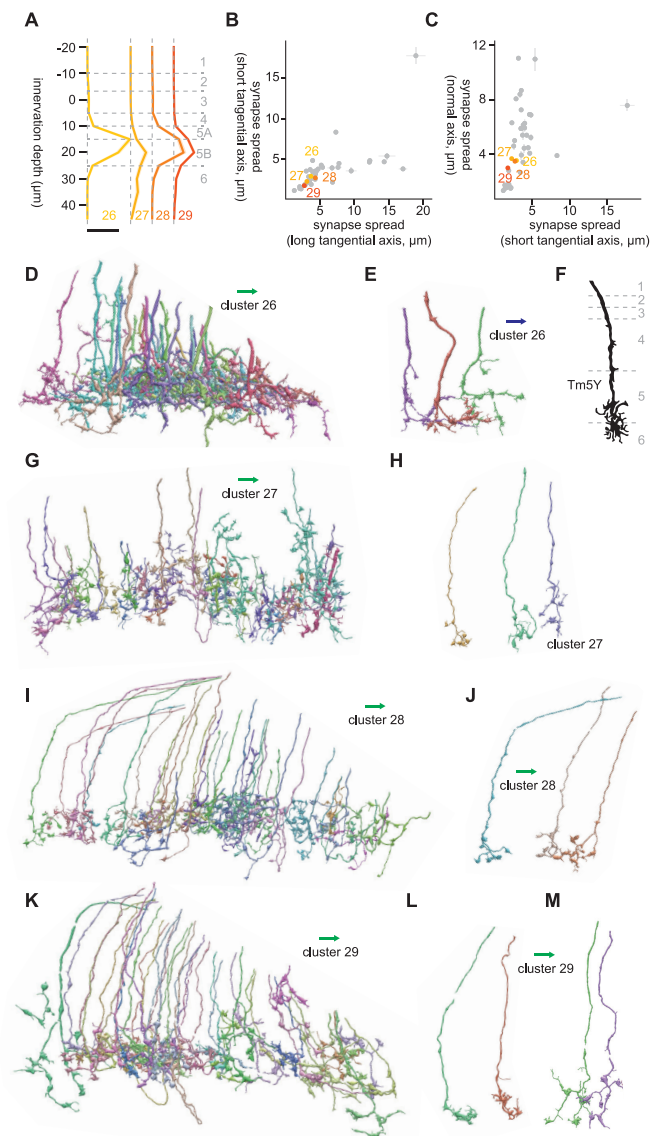 A
-20
-10
0
10
20
30
40
innervation depth (µm)
1
2
3
4
5A
5B
6
26
27
28
29
B
15
10
5
synapse spread
(short tangential axis, µm)
26
27
28
29
5
10
15
20
synapse spread
(long tangential axis, µm)
C
12
8
4
0
synapse spread
(normal axis, µm)
27
26
29
28
5
10
15
synapse spread
(short tangential axis, µm)
D
cluster 26
E
cluster 26
F
1
2
3
4
Tm5Y
5
6
G
cluster 27
H
cluster 27
I
cluster 28
J
cluster 28
K
cluster 29
L
M
cluster 29